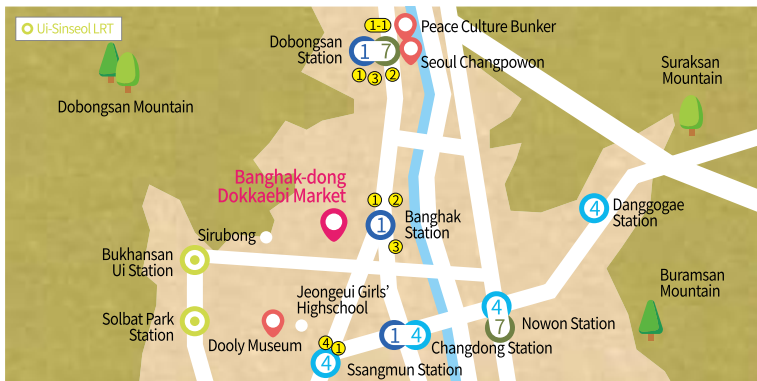 Ui-Sinseol LRT
1-1
Peace Culture Bunker
Dobongsan
Station
1
7
Seoul Changpowon
1
3
2
Suraksan
Mountain
Dobongsan Mountain
Banghak-dong
Dokkaebi Market
1
2
1
Banghak
Station
3
4
Danggogae
Station
Sirubong
Bukhansan
Ui Station
Buramsan
Mountain
Jeongeui Girls'
Highschool
4
7
Nowon Station
Solbat Park
Station
Dooly Museum
1
4
Changdong Station
4
1
4
Ssangmun Station